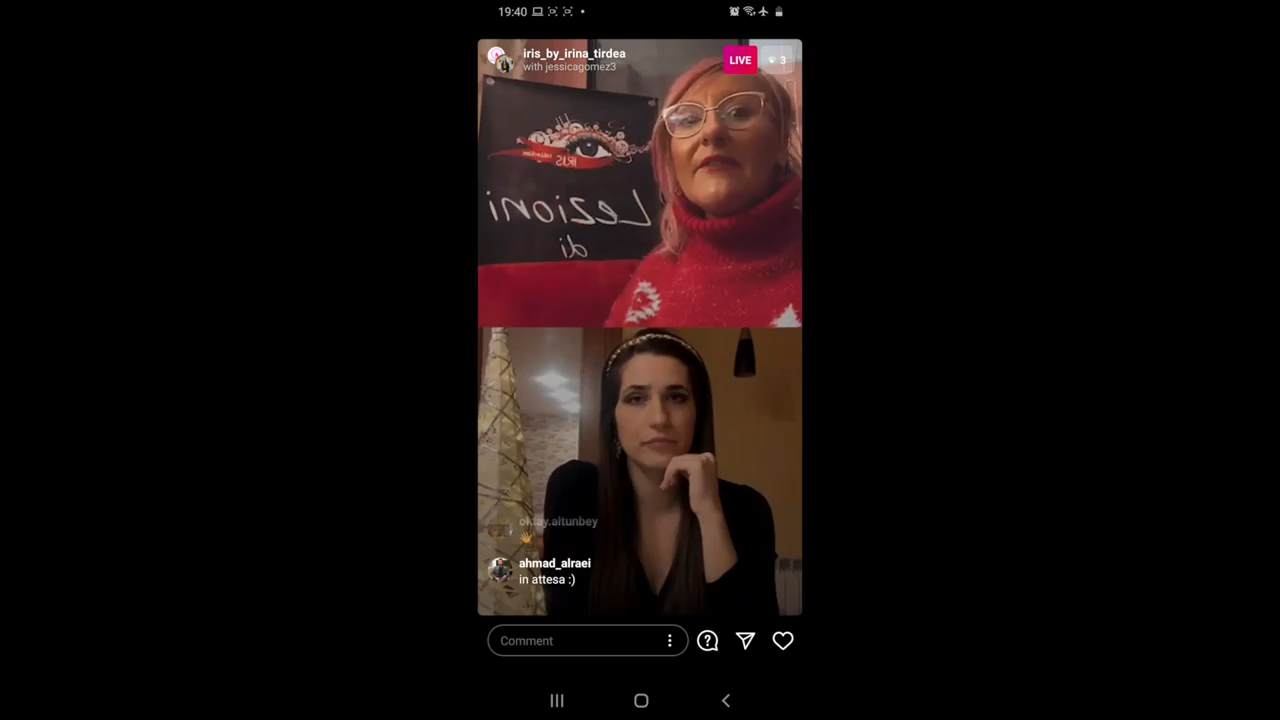 19:40
iris_by_irina_tirdea
with jessicagomez3
LIVE
3
IRIS
Lezioni
di
oktay.altunbey
👋
ahmad_alraei
in attesa :)
Comment